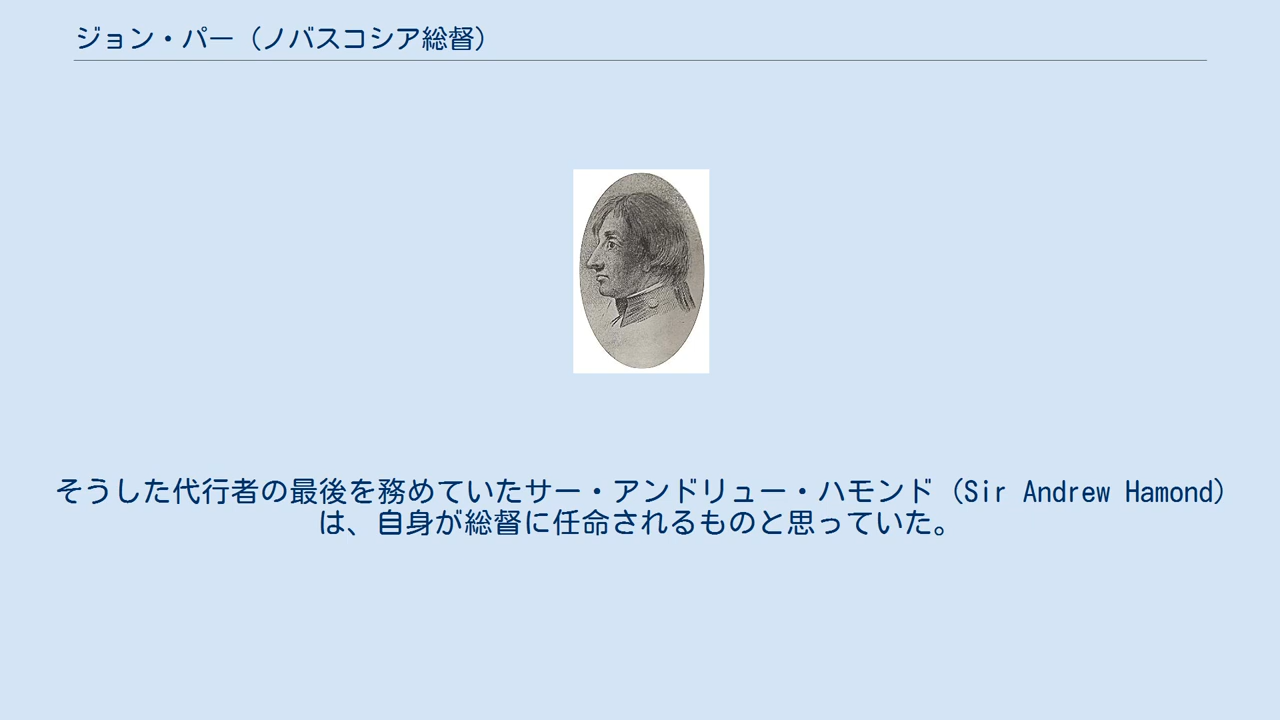 ジョン・パー（ノバスコシア総督）
そうした代行者の最後を務めていたサー・アンドリュー・ハモンド（Sir Andrew Hamond）
は、自身が総督に任命されるものと思っていた。